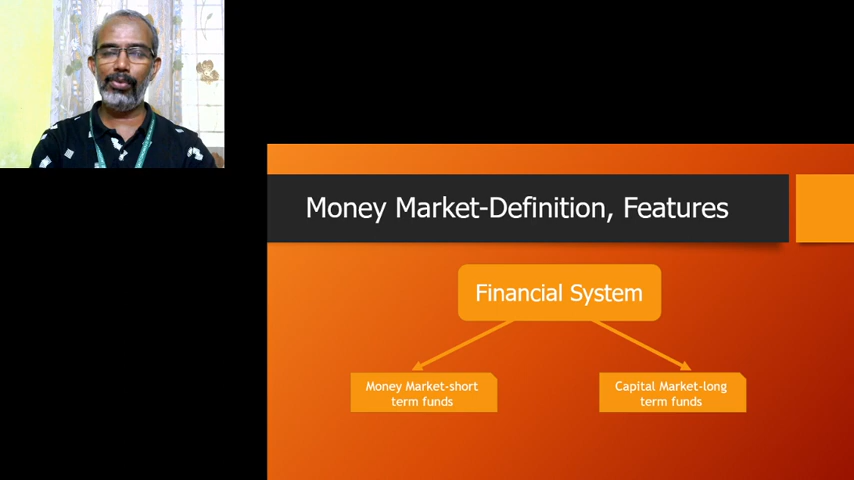 Money Market-Definition, Features
Financial System
Money Market-short
term funds
Capital Market-long
term funds